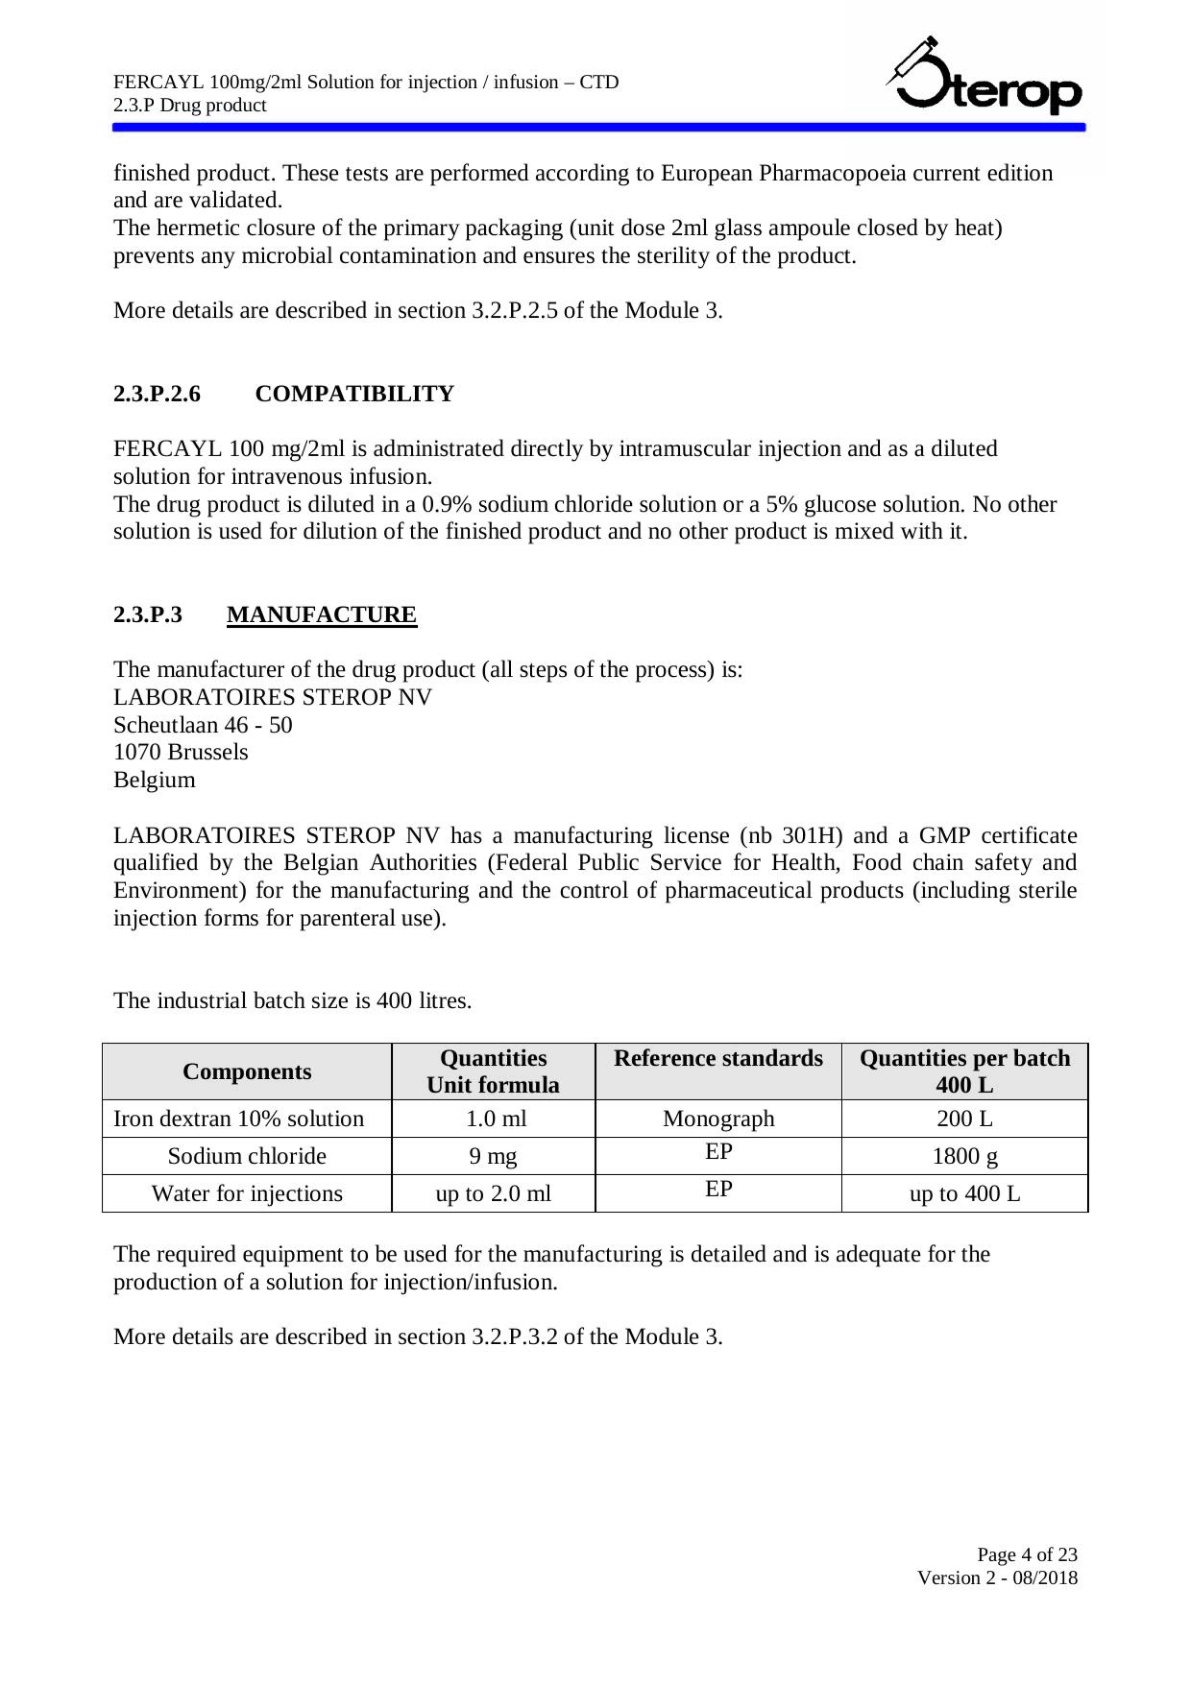 FERCAYL 100mg/2ml Solution for injection / infusion – CTD
2.3.P Drug product
Sterop
finished product. These tests are performed according to European Pharmacopoeia current edition
and are validated.
The hermetic closure of the primary packaging (unit dose 2ml glass ampoule closed by heat)
prevents any microbial contamination and ensures the sterility of the product.
More details are described in section 3.2.P.2.5 of the Module 3.
2.3.P.2.6 COMPATIBILITY
FERCAYL 100 mg/2ml is administrated directly by intramuscular injection and as a diluted
solution for intravenous infusion.
The drug product is diluted in a 0.9% sodium chloride solution or a 5% glucose solution. No other
solution is used for dilution of the finished product and no other product is mixed with it.
2.3.P.3 MANUFACTURE
The manufacturer of the drug product (all steps of the process) is:
LABORATOIRES STEROP NV
Scheutlaan 46 - 50
1070 Brussels
Belgium
LABORATOIRES STEROP NV has a manufacturing license (nb 301H) and a GMP certificate
qualified by the Belgian Authorities (Federal Public Service for Health, Food chain safety and
Environment) for the manufacturing and the control of pharmaceutical products (including sterile
injection forms for parenteral use).
The industrial batch size is 400 litres.
Components Quantities Unit formula Reference standards Quantities per batch 400 L
Iron dextran 10% solution 1.0 ml Monograph 200 L
Sodium chloride 9 mg EP 1800 g
Water for injections up to 2.0 ml EP up to 400 L
The required equipment to be used for the manufacturing is detailed and is adequate for the
production of a solution for injection/infusion.
More details are described in section 3.2.P.3.2 of the Module 3.
Page 4 of 23
Version 2 - 08/2018